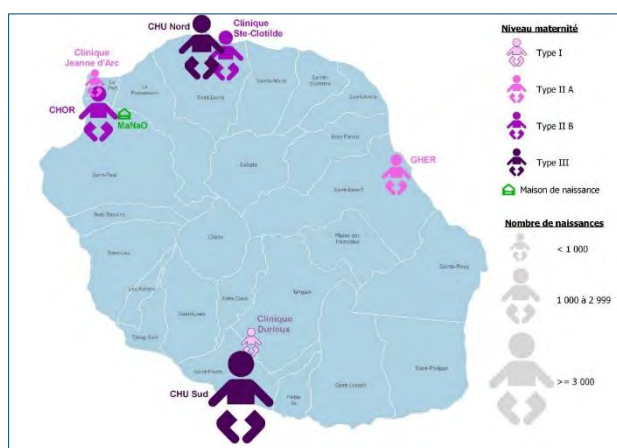 CHU Nord
Clinique
Ste-Clotilde
Clinique
Jeanne d'Arc
CHOR
MaNaO
GHER
Clinique
Durieux
CHU Sud
Le Port
La Possession
Saint-Denis
Sainte-Marie
Sainte-Suzanne
Saint-André
Bras-Panon
Salazie
Saint-Benoît
Saint-Paul
Trois-Bassins
Cilaos
Plaine des
Palmistes
Sainte-Rose
Saint-Leu
Les Avirons
Saint-Louis
Entre-Deux
Tampon
Etang-Salé
Saint-Pierre
Petite
Ile
Saint-Joseph
Saint-Philippe
Niveau maternité
Type I
Type II A
Type II B
Type III
Maison de naissance
Nombre de naissances
< 1 000
1 000 à 2 999
>= 3 000